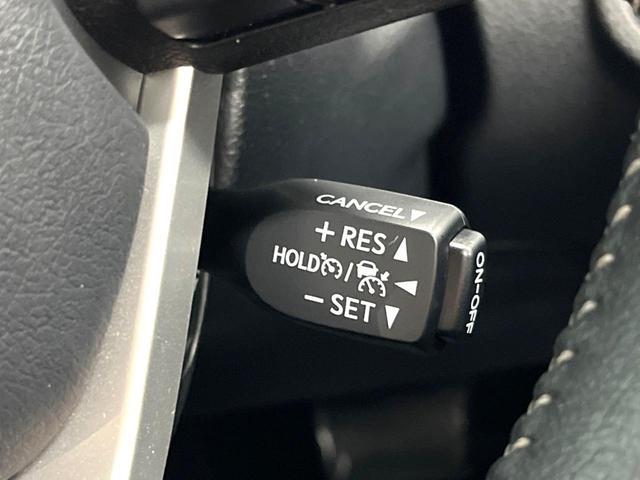 CANCEL▼
+ RES▲
HOLD / ◀
− SET▼
ON-OFF